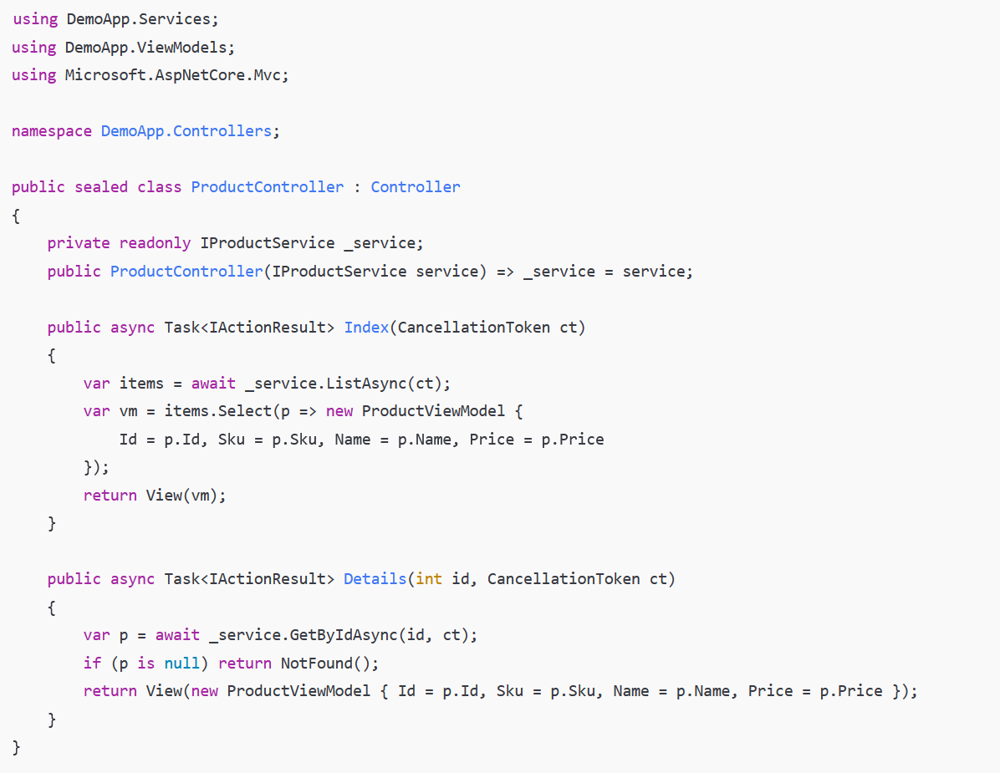 using DemoApp.Services;
using DemoApp.ViewModels;
using Microsoft.AspNetCore.Mvc;

namespace DemoApp.Controllers;

public sealed class ProductController : Controller
{
    private readonly IProductService _service;
    public ProductController(IProductService service) => _service = service;

    public async Task<IActionResult> Index(CancellationToken ct)
    {
        var items = await _service.ListAsync(ct);
        var vm = items.Select(p => new ProductViewModel {
            Id = p.Id, Sku = p.Sku, Name = p.Name, Price = p.Price
        });
        return View(vm);
    }

    public async Task<IActionResult> Details(int id, CancellationToken ct)
    {
        var p = await _service.GetByIdAsync(id, ct);
        if (p is null) return NotFound();
        return View(new ProductViewModel { Id = p.Id, Sku = p.Sku, Name = p.Name, Price = p.Price });
    }
}